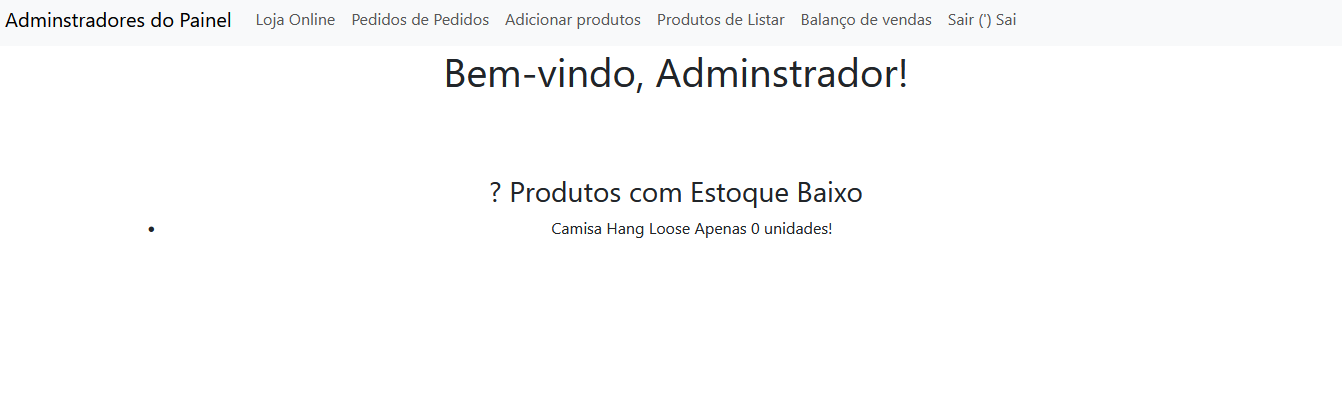 Adminstradores do Painel Loja Online Pedidos de Pedidos Adicionar produtos Produtos de Listar Balanço de vendas Sair (') Sai
Bem-vindo, Adminstrador!
? Produtos com Estoque Baixo
• Camisa Hang Loose Apenas 0 unidades!